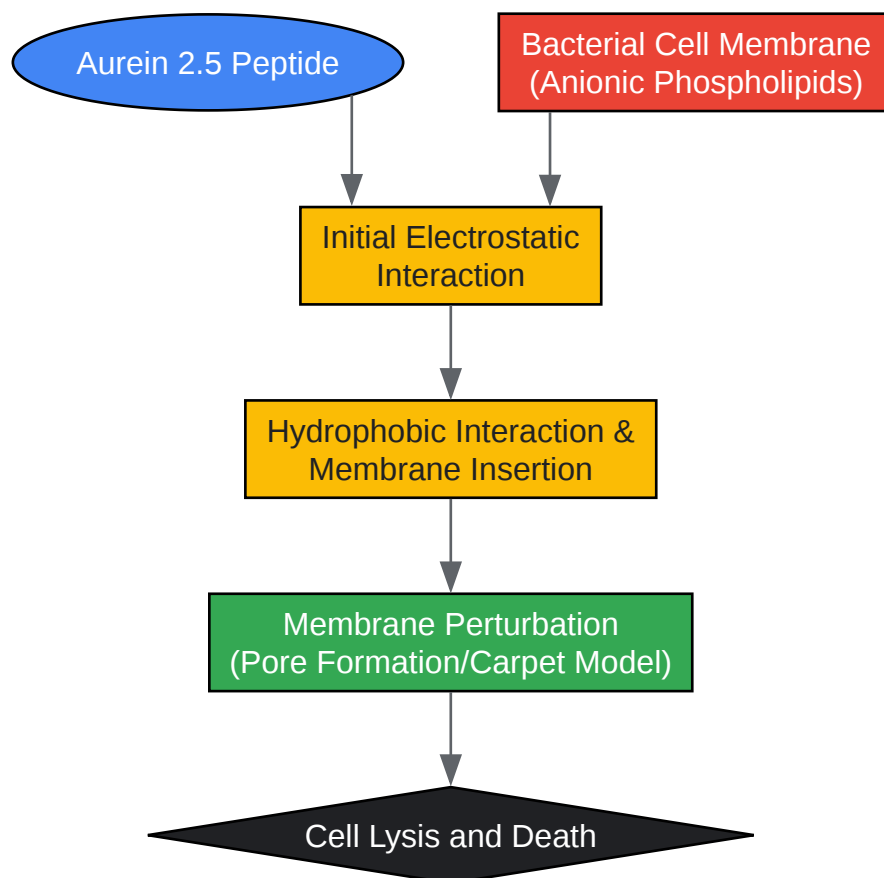 Aurein 2.5 Peptide
Bacterial Cell Membrane
(Anionic Phospholipids)
Initial Electrostatic
Interaction
Hydrophobic Interaction &
Membrane Insertion
Membrane Perturbation
(Pore Formation/Carpet Model)
Cell Lysis and Death